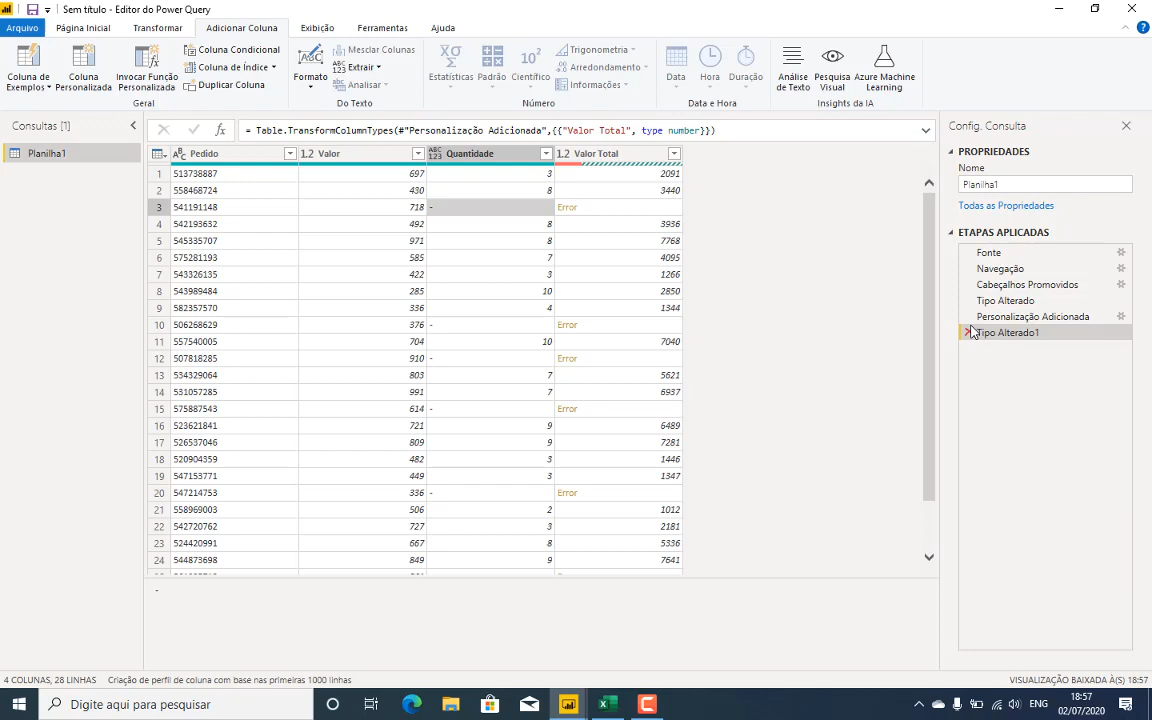 Sem título - Editor do Power Query
Arquivo Página Inicial Transformar Adicionar Coluna Exibição Ferramentas Ajuda
Coluna de Exemplos
Coluna Personalizada
Invocar Função Personalizada
Coluna Condicional
Coluna de Índice
Duplicar Coluna
Geral
Formato
Mesclar Colunas
Extrair
Analisar
Do Texto
Estatísticas
Padrão
Científico
Trigonometria
Arredondamento
Informações
Número
Data
Hora
Duração
Data e Hora
Análise de Texto
Pesquisa Visual
Azure Machine Learning
Insights da IA
Consultas [1]
Planilha1
= Table.TransformColumnTypes(#"Personalização Adicionada",{{"Valor Total", type number}})
Pedido 1.2 Valor ABC 123 Quantidade 1.2 Valor Total
1 513738887 697 3 2091
2 558468724 430 8 3440
3 541191148 718 - Error
4 542193632 492 8 3936
5 545335707 971 8 7768
6 575281193 585 7 4095
7 543326135 422 3 1266
8 543989484 285 10 2850
9 582357570 336 4 1344
10 506268629 376 - Error
11 557540005 704 10 7040
12 507818285 910 - Error
13 534329064 803 7 5621
14 531057285 991 7 6937
15 575887543 614 - Error
16 523621841 721 9 6489
17 526537046 809 9 7281
18 520904359 482 3 1446
19 547153771 449 3 1347
20 547214753 336 - Error
21 558969003 506 2 1012
22 542720762 727 3 2181
23 524420991 667 8 5336
24 544873698 849 9 7641
-
Config. Consulta
PROPRIEDADES
Nome
Planilha1
Todas as Propriedades
ETAPAS APLICADAS
Fonte
Navegação
Cabeçalhos Promovidos
Tipo Alterado
Personalização Adicionada
Tipo Alterado1
4 COLUNAS, 28 LINHAS Criação de perfil de coluna com base nas primeiras 1000 linhas VISUALIZAÇÃO BAIXADA À) 18:57
Digite aqui para pesquisar
ENG
18:57
02/07/2020